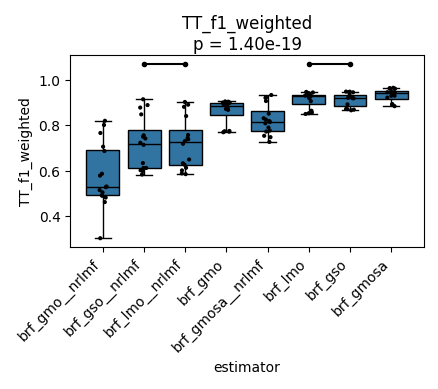 TT_f1_weighted
p = 1.40e-19
TT_f1_weighted
1.0
0.8
0.6
0.4
brf_gmo__nrlmf
brf_gso__nrlmf
brf_lmo__nrlmf
brf_gmo
brf_gmosa__nrlmf
brf_lmo
brf_gso
brf_gmosa
estimator